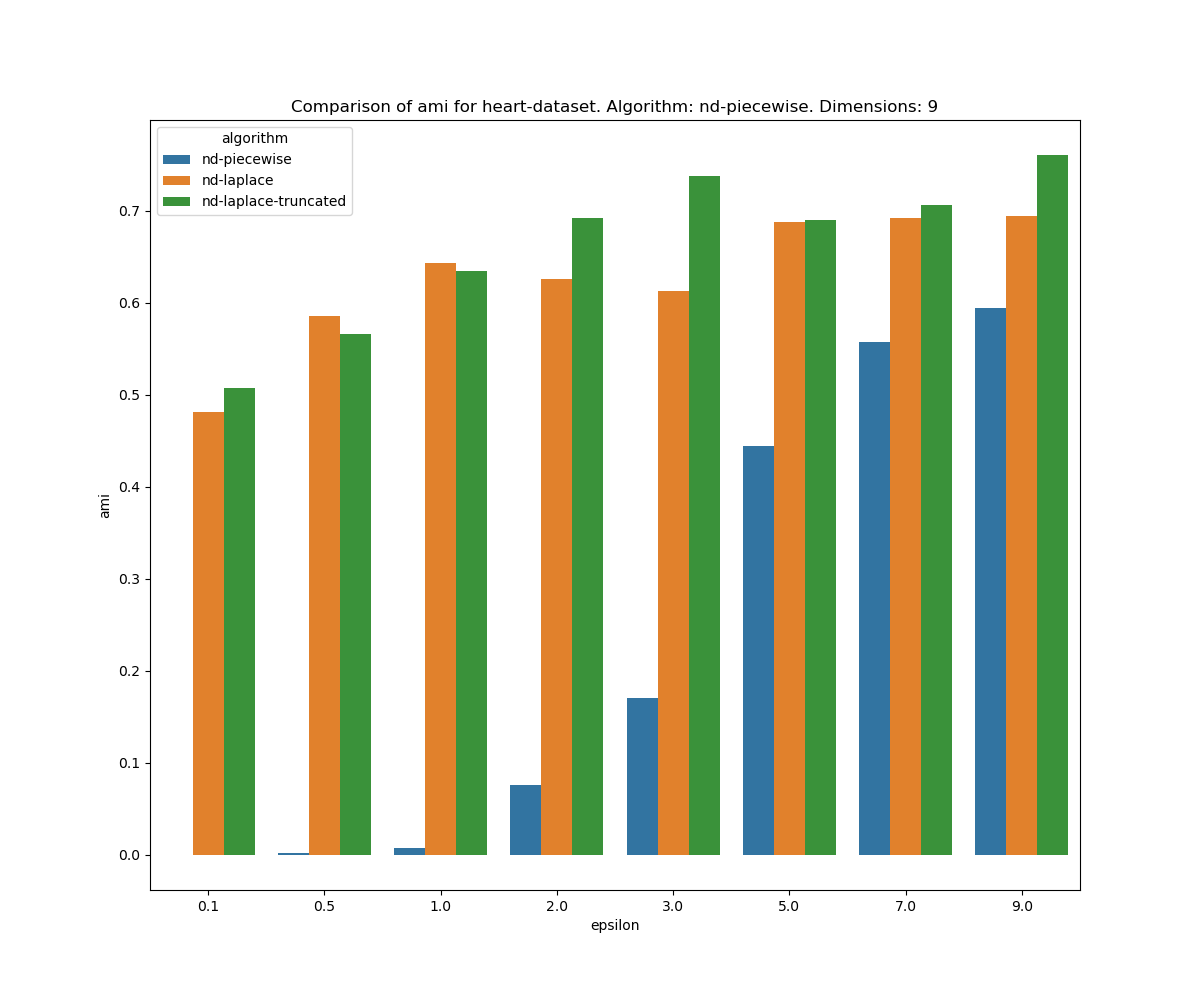 Comparison of ami for heart-dataset. Algorithm: nd-piecewise. Dimensions: 9
algorithm
nd-piecewise
nd-laplace
nd-laplace-truncated
0.7
0.6
0.5
0.4
0.3
0.2
0.1
0.0
ami
0.1 0.5 1.0 2.0 3.0 5.0 7.0 9.0
epsilon